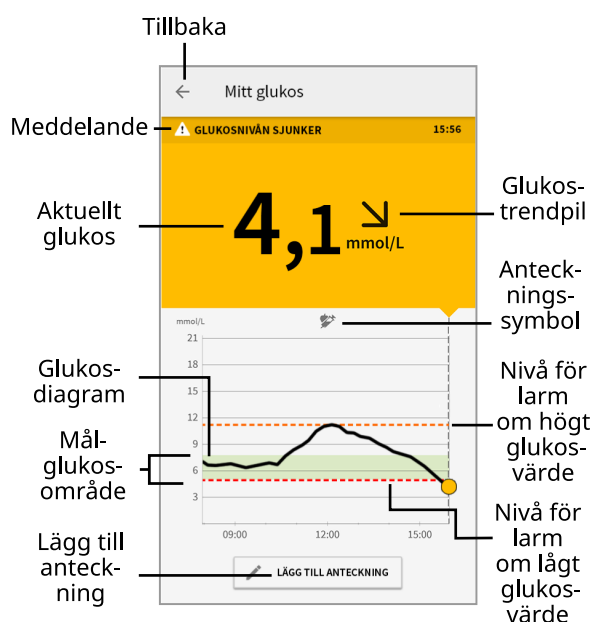 Tillbaka
Mitt glukos
Meddelande
GLUKOSNIVÅN SJUNKER
15:56
Aktuellt
glukos
4,1
mmol/L
Glukos-
trendpil
Anteck-
nings-
symbol
mmol/L
21
18
15
12
9
6
3
09:00
12:00
15:00
Glukos-
diagram
Mål-
glukos-
område
Nivå för
larm
om högt
glukos-
värde
Nivå för
larm
om lågt
glukos-
värde
Lägg till
anteck-
ning
LÄGG TILL ANTECKNING